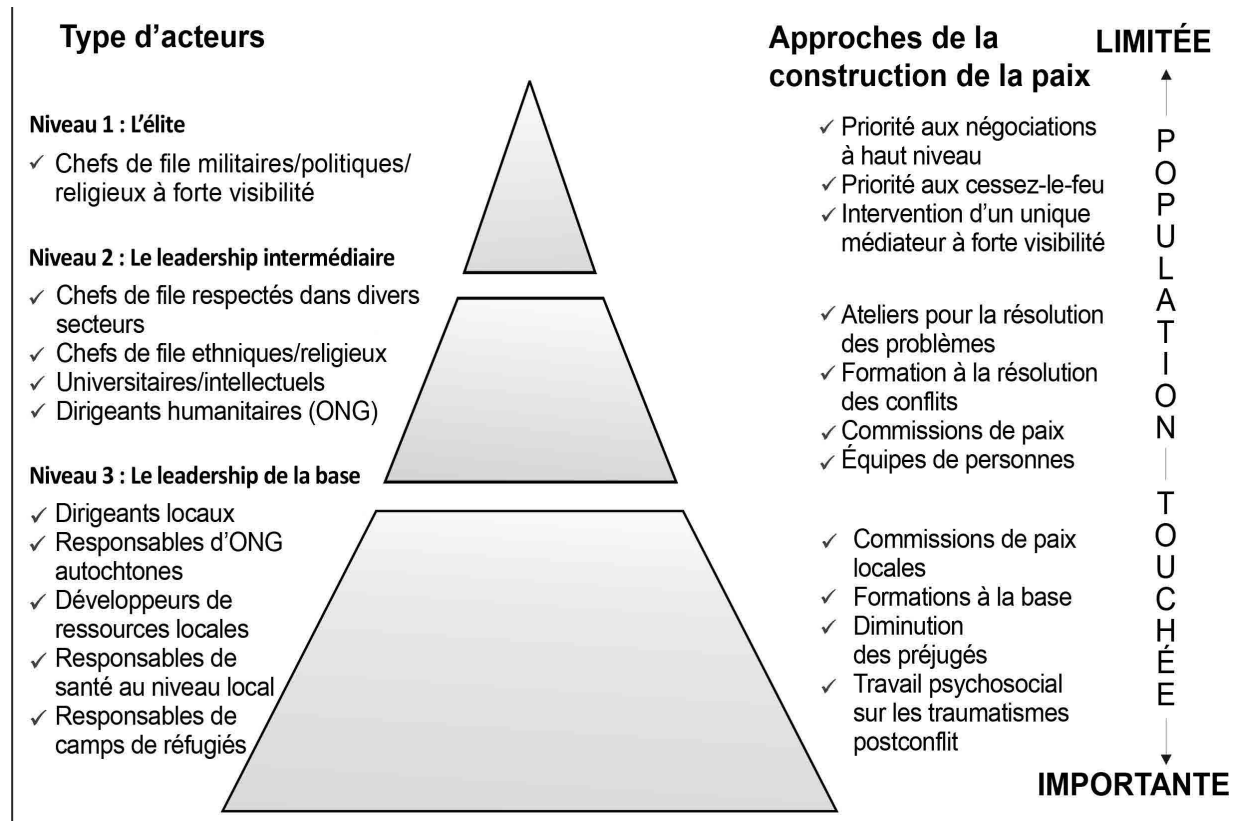 Type d’acteurs
Niveau 1 : L’élite
✓ Chefs de file militaires/politiques/
religieux à forte visibilité
Niveau 2 : Le leadership intermédiaire
✓ Chefs de file respectés dans divers
secteurs
✓ Chefs de file ethniques/religieux
✓ Universitaires/intellectuels
✓ Dirigeants humanitaires (ONG)
Niveau 3 : Le leadership de la base
✓ Dirigeants locaux
✓ Responsables d’ONG
autochtones
✓ Développeurs de
ressources locales
✓ Responsables de
santé au niveau local
✓ Responsables de
camps de réfugiés
Approches de la
construction de la paix
✓ Priorité aux négociations
à haut niveau
✓ Priorité aux cessez-le-feu
✓ Intervention d’un unique
médiateur à forte visibilité
✓ Ateliers pour la résolution
des problèmes
✓ Formation à la résolution
des conflits
✓ Commissions de paix
✓ Équipes de personnes
✓ Commissions de paix
locales
✓ Formations à la base
✓ Diminution
des préjugés
✓ Travail psychosocial
sur les traumatismes
postconflit
LIMITÉE
POPULATION TOUCHÉE
IMPORTANTE